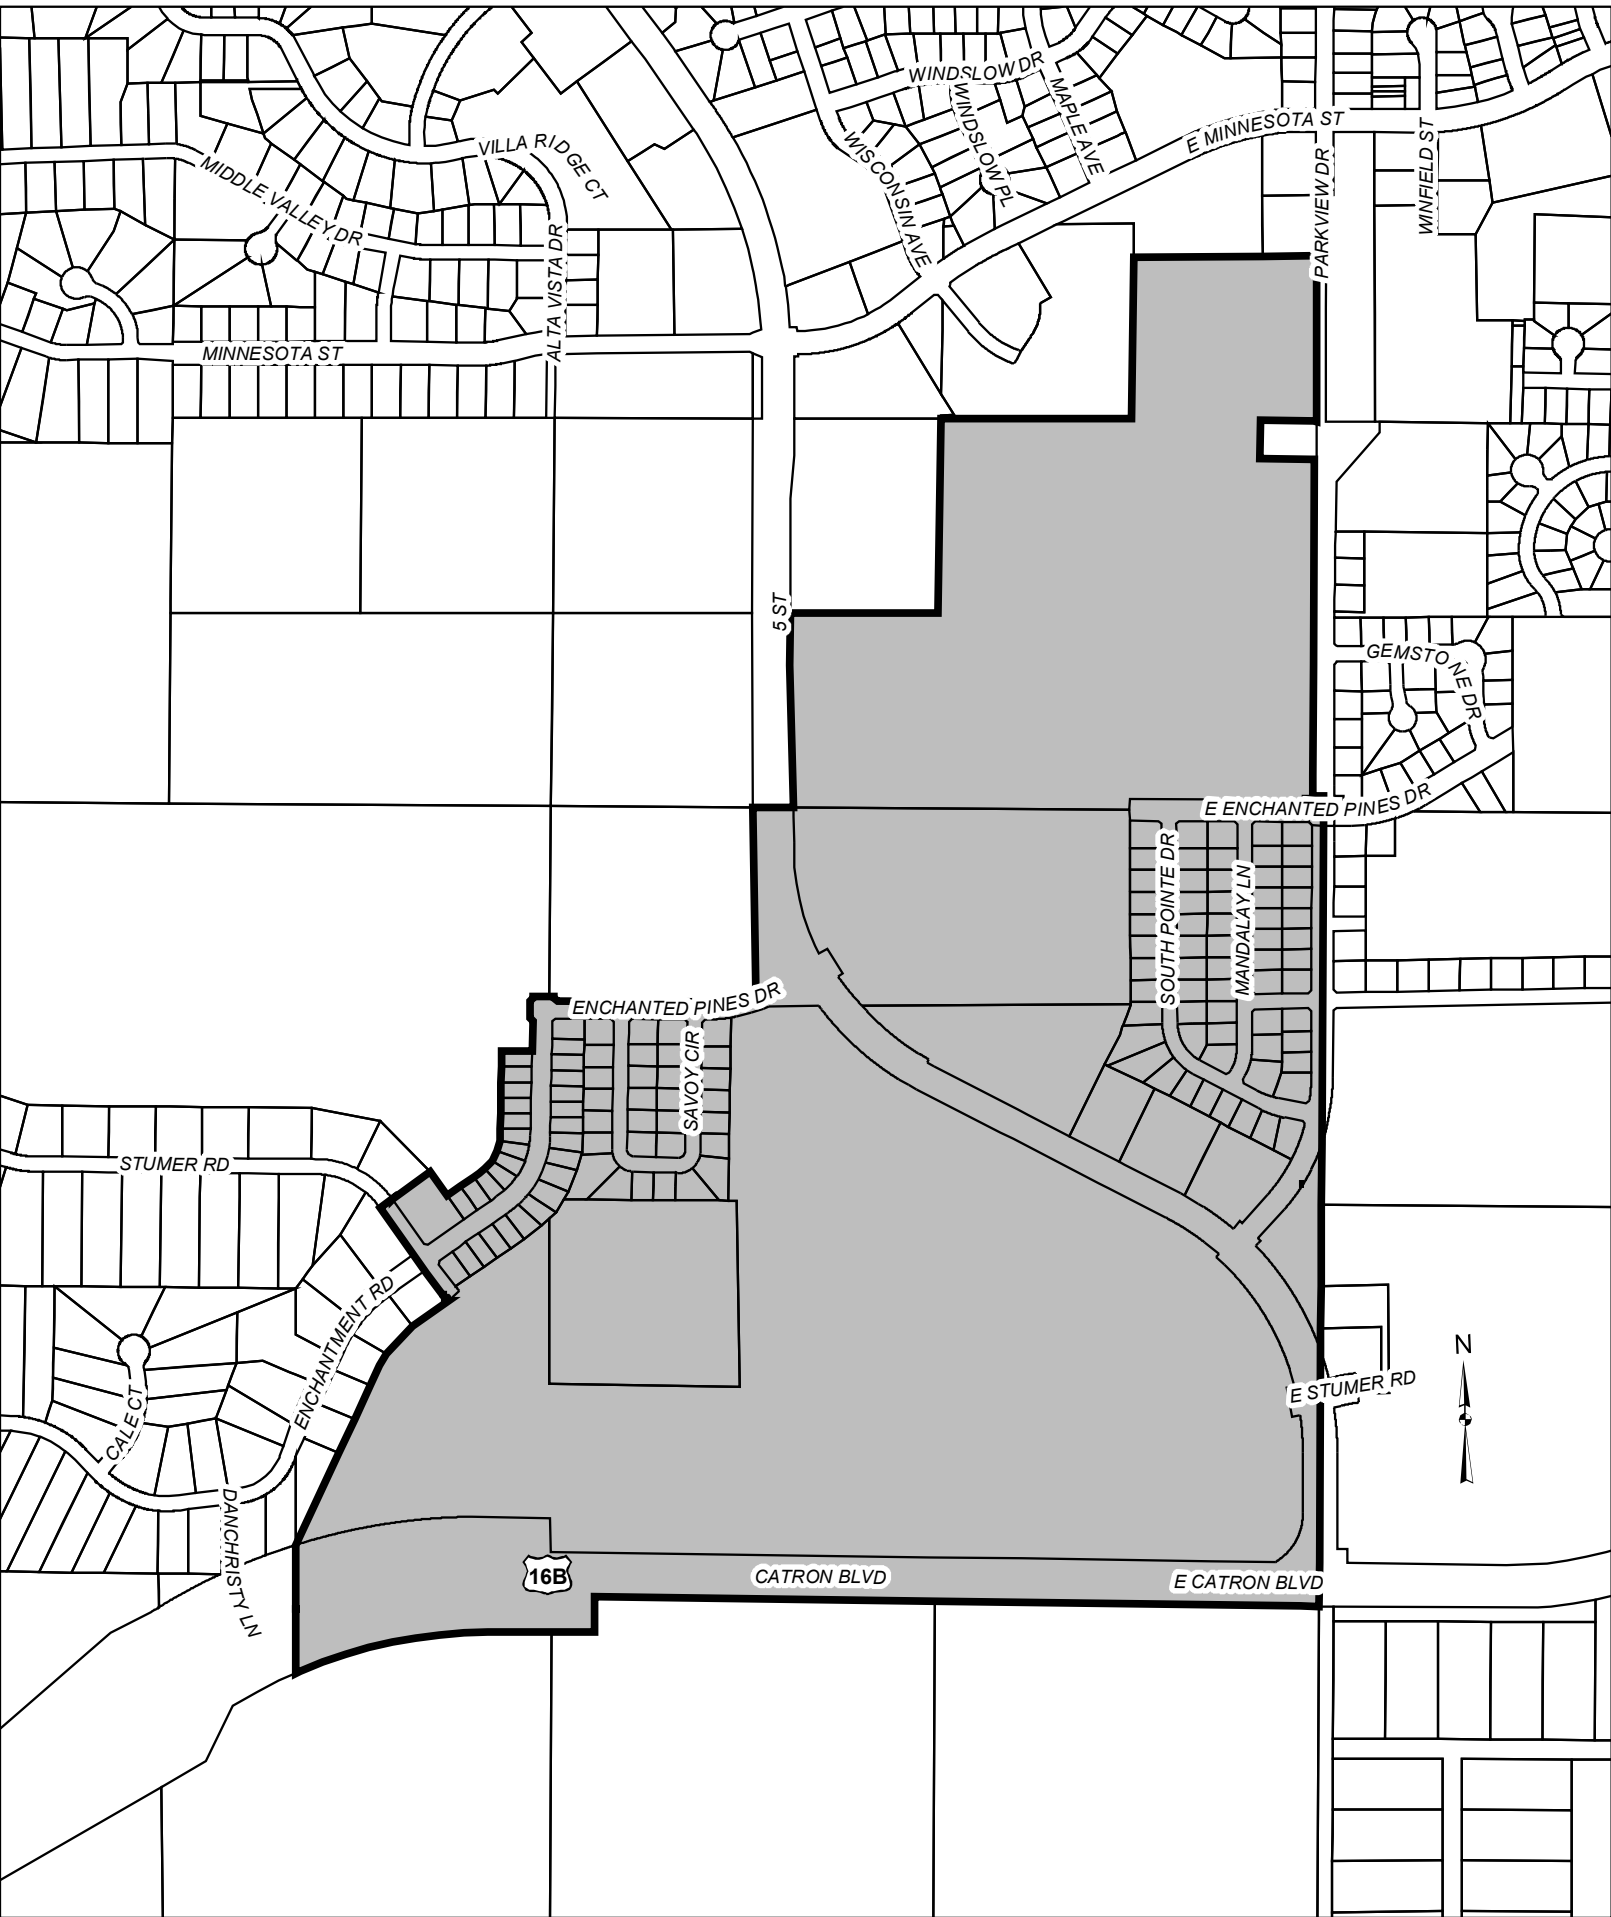 WINDSLOW DR
WINDSLOW PL
MAPLE AVE
E MINNESOTA ST
VILLA RIDGE CT
WISCONSIN AVE
WINFIELD ST
MIDDLE VALLEY DR
PARKVIEW DR
ALTA VISTA DR
MINNESOTA ST
5 ST
GEMSTONE DR
E ENCHANTED PINES DR
SOUTH POINTE DR
MANDALAY LN
ENCHANTED PINES DR
SAVOY CIR
STUMER RD
ENCHANTMENT RD
N
E STUMER RD
CALE CT
DANCHRISTY LN
16B
CATRON BLVD
E CATRON BLVD